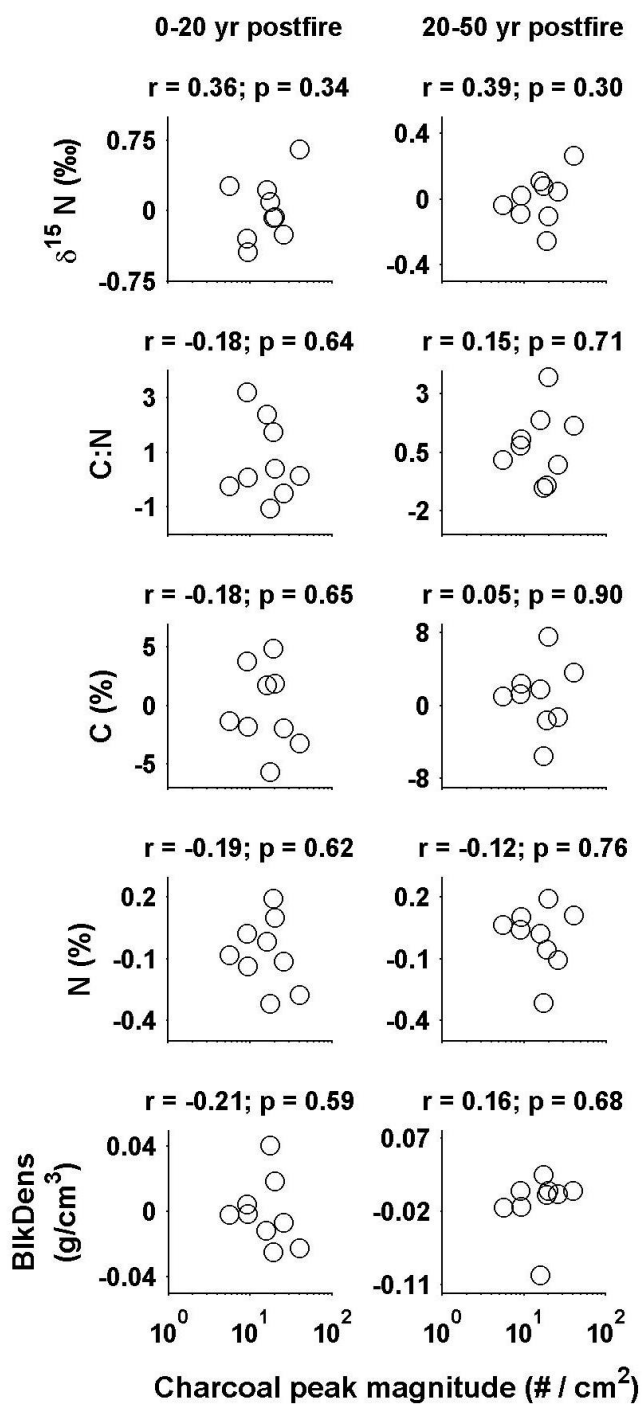 0-20 yr postfire 20-50 yr postfire
r = 0.36; p = 0.34 r = 0.39; p = 0.30
δ¹⁵ N (‰)
0.75
0
-0.75
0.4
0
-0.4
r = -0.18; p = 0.64 r = 0.15; p = 0.71
C:N
3
1
-1
3
0.5
-2
r = -0.18; p = 0.65 r = 0.05; p = 0.90
C (%)
5
0
-5
8
0
-8
r = -0.19; p = 0.62 r = -0.12; p = 0.76
N (%)
0.2
-0.1
-0.4
0.2
-0.1
-0.4
r = -0.21; p = 0.59 r = 0.16; p = 0.68
BlkDens
(g/cm³)
0.04
0
-0.04
0.07
-0.02
-0.11
10⁰ 10¹ 10² 10⁰ 10¹ 10²
Charcoal peak magnitude (# / cm²)